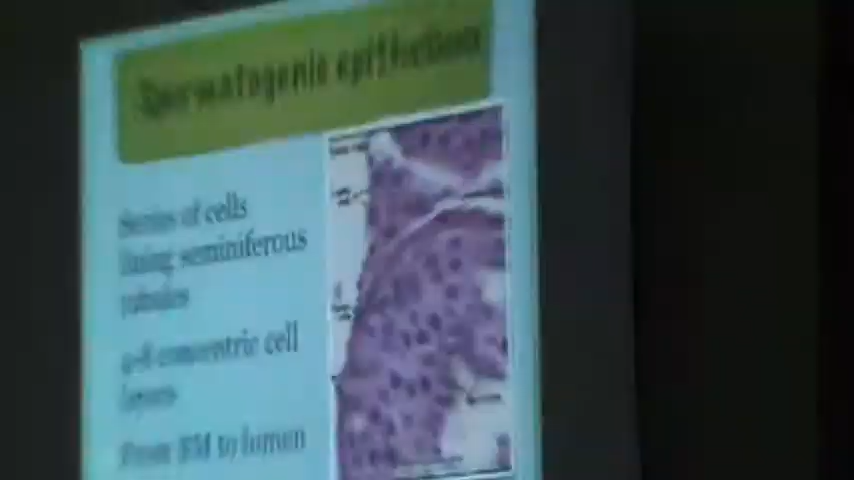 Spermatogenic epithelium
Series of cells
lining seminiferous
tubules
concentric cell
layers
From BM to lumen